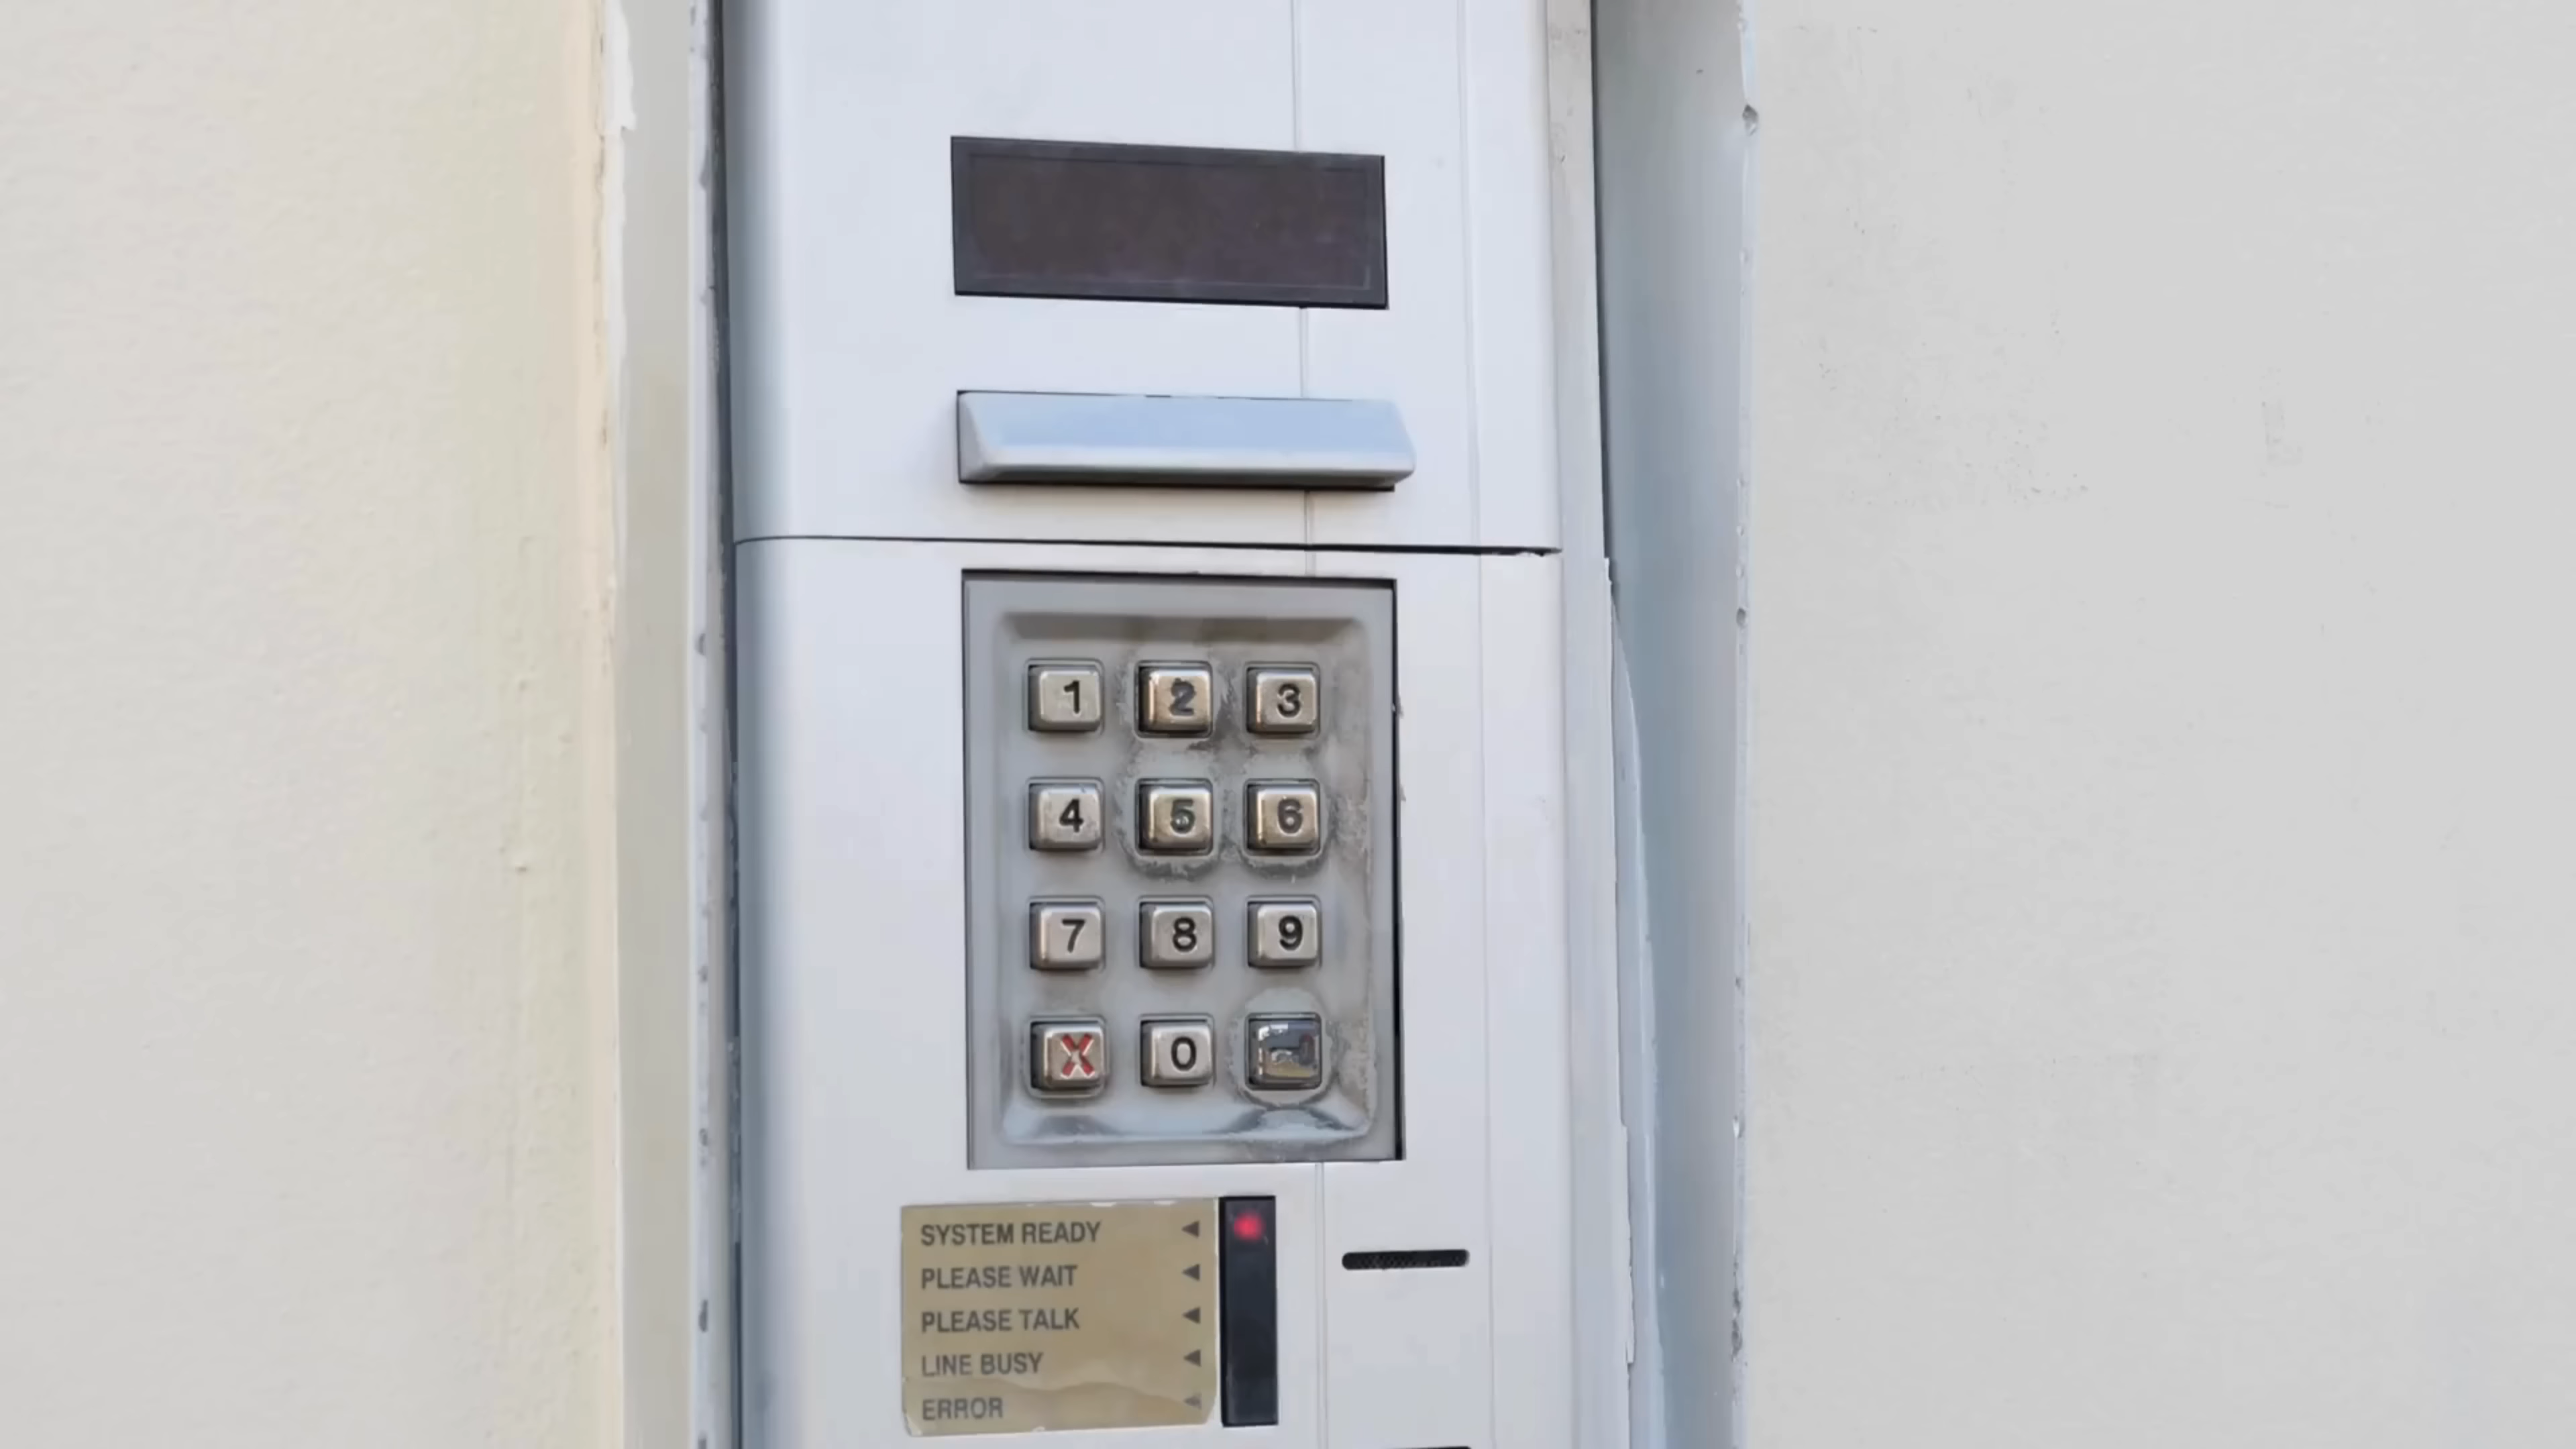 1 2 3
4 5 6
7 8 9
X 0 ↵
SYSTEM READY ◀
PLEASE WAIT ◀
PLEASE TALK ◀
LINE BUSY ◀
ERROR ◀